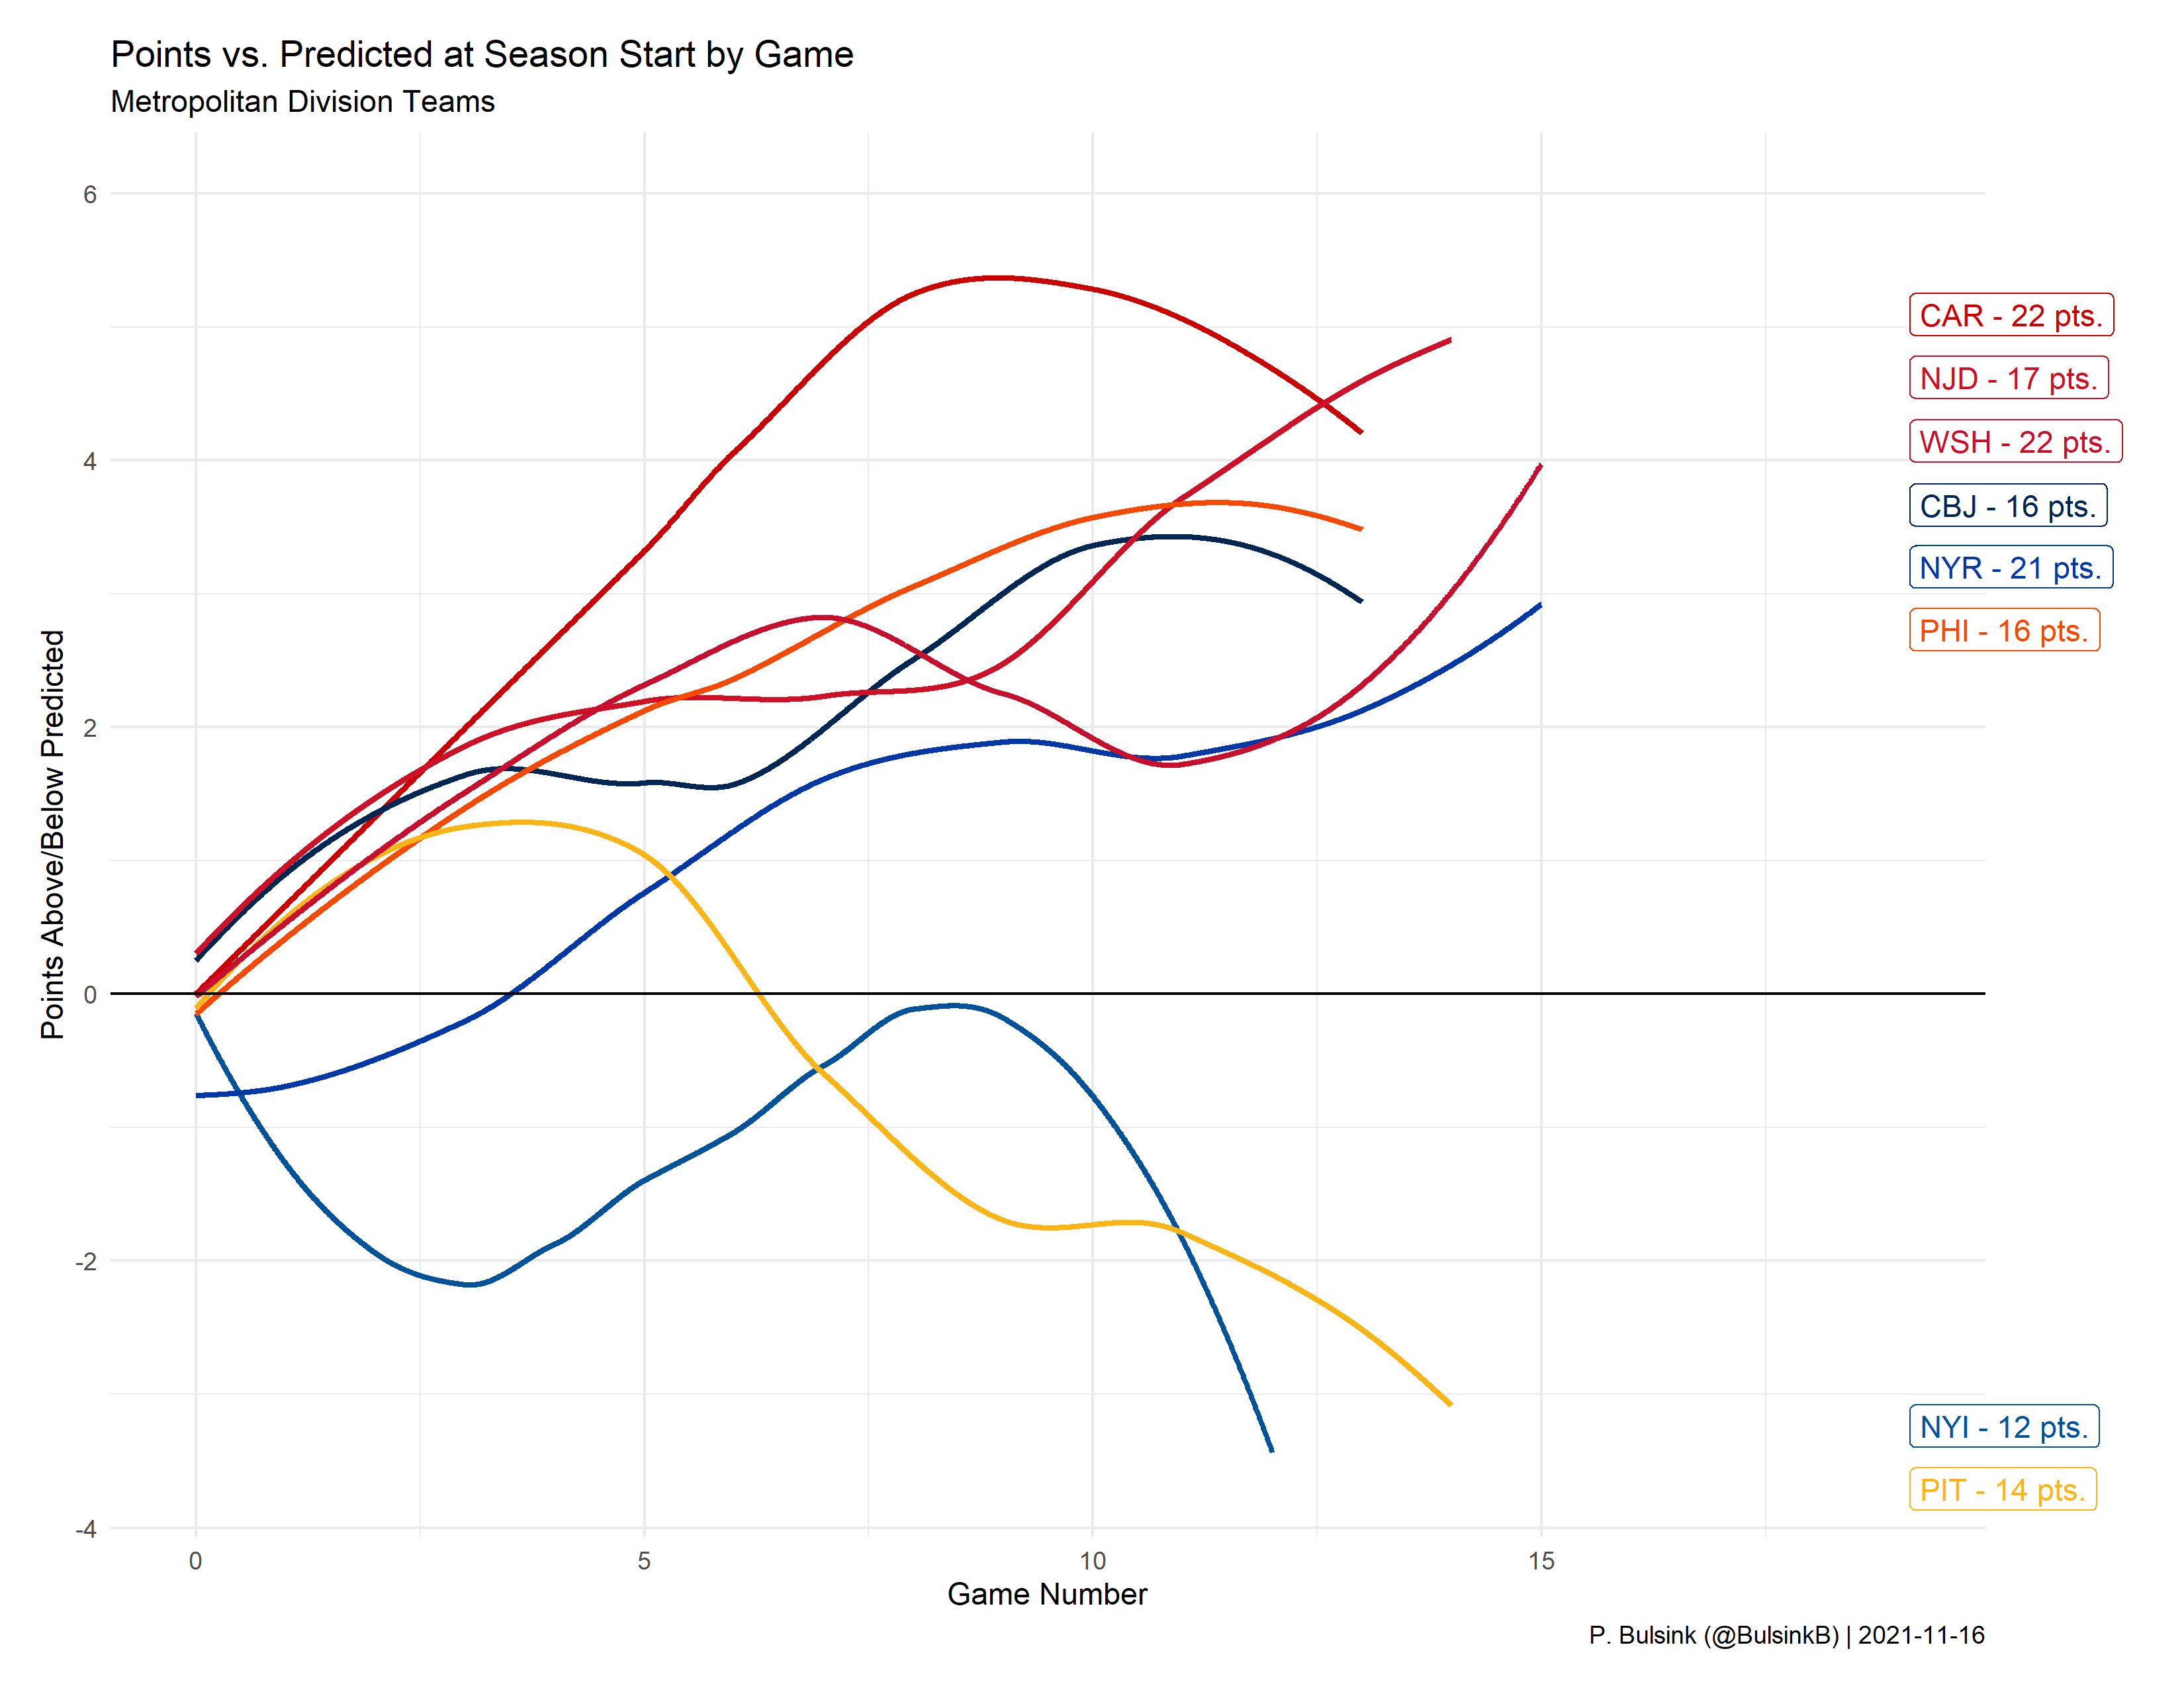 Points vs. Predicted at Season Start by Game
Metropolitan Division Teams
Points Above/Below Predicted
6
4
2
0
-2
-4
CAR - 22 pts.
NJD - 17 pts.
WSH - 22 pts.
CBJ - 16 pts.
NYR - 21 pts.
PHI - 16 pts.
NYI - 12 pts.
PIT - 14 pts.
0 5 10 15
Game Number
P. Bulsink (@BulsinkB) | 2021-11-16